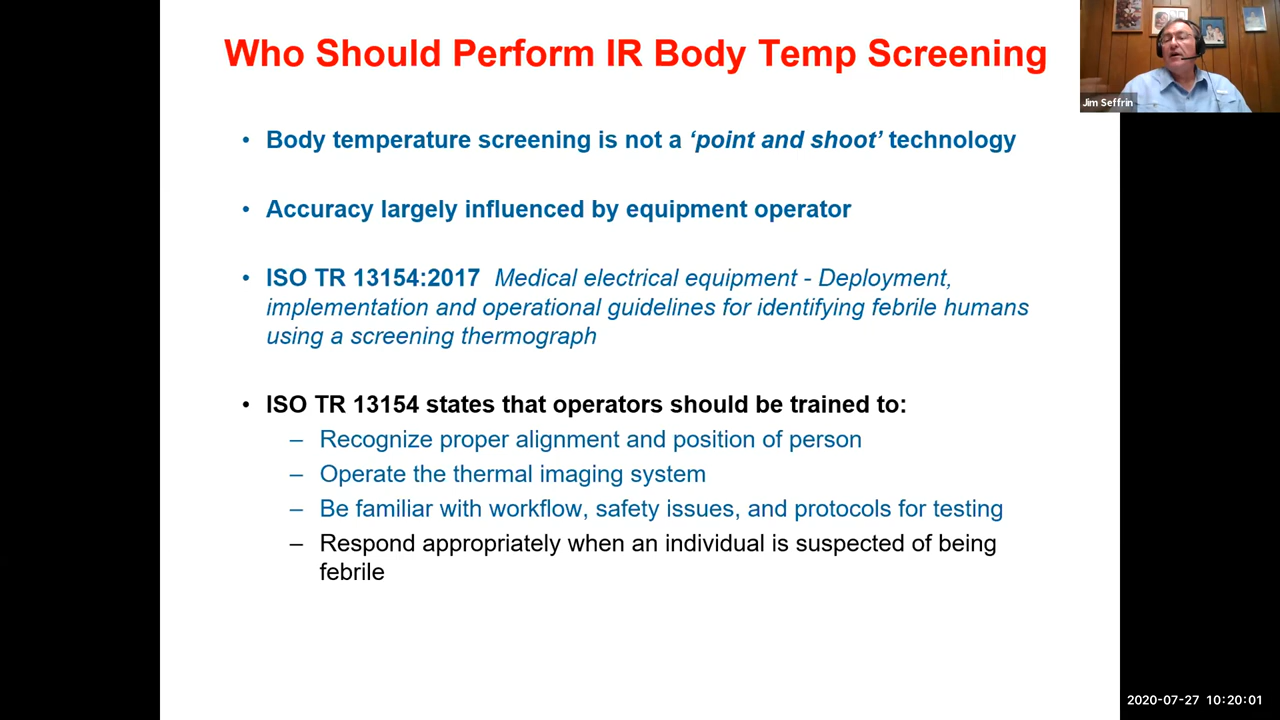 Who Should Perform IR Body Temp Screening
Jim Seffrin
• Body temperature screening is not a ‘point and shoot’ technology
• Accuracy largely influenced by equipment operator
• ISO TR 13154:2017 Medical electrical equipment - Deployment,
implementation and operational guidelines for identifying febrile humans
using a screening thermograph
• ISO TR 13154 states that operators should be trained to:
– Recognize proper alignment and position of person
– Operate the thermal imaging system
– Be familiar with workflow, safety issues, and protocols for testing
– Respond appropriately when an individual is suspected of being
febrile
2020-07-27 10:20:01